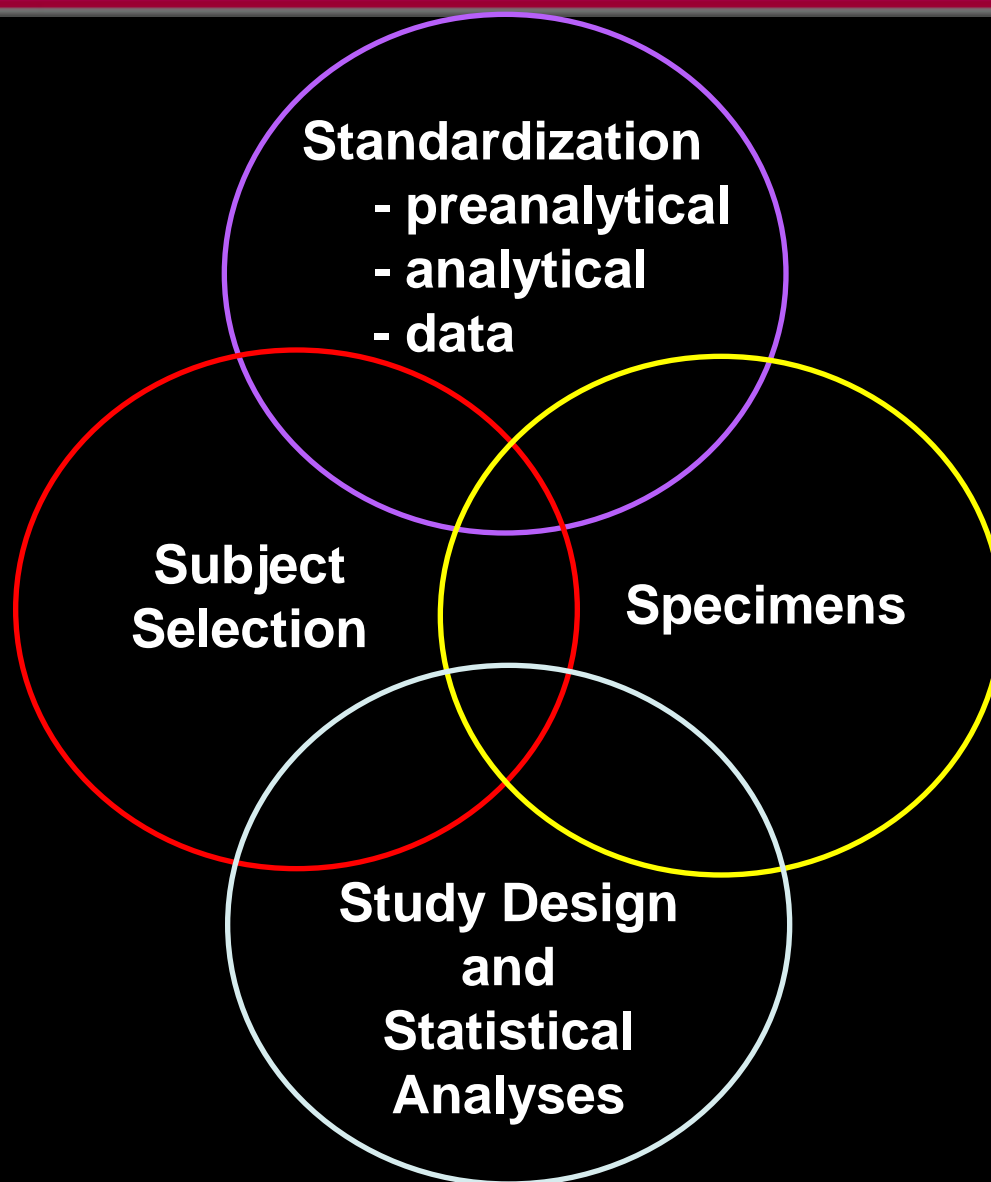 Standardization
- preanalytical
- analytical
- data
Subject
Selection
Specimens
Study Design
and
Statistical
Analyses